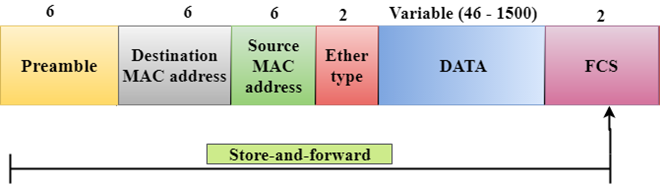 6 6 6 2 Variable (46 - 1500) 2
Preamble
Destination
MAC address
Source
MAC
address
Ether
type
DATA
FCS
Store-and-forward